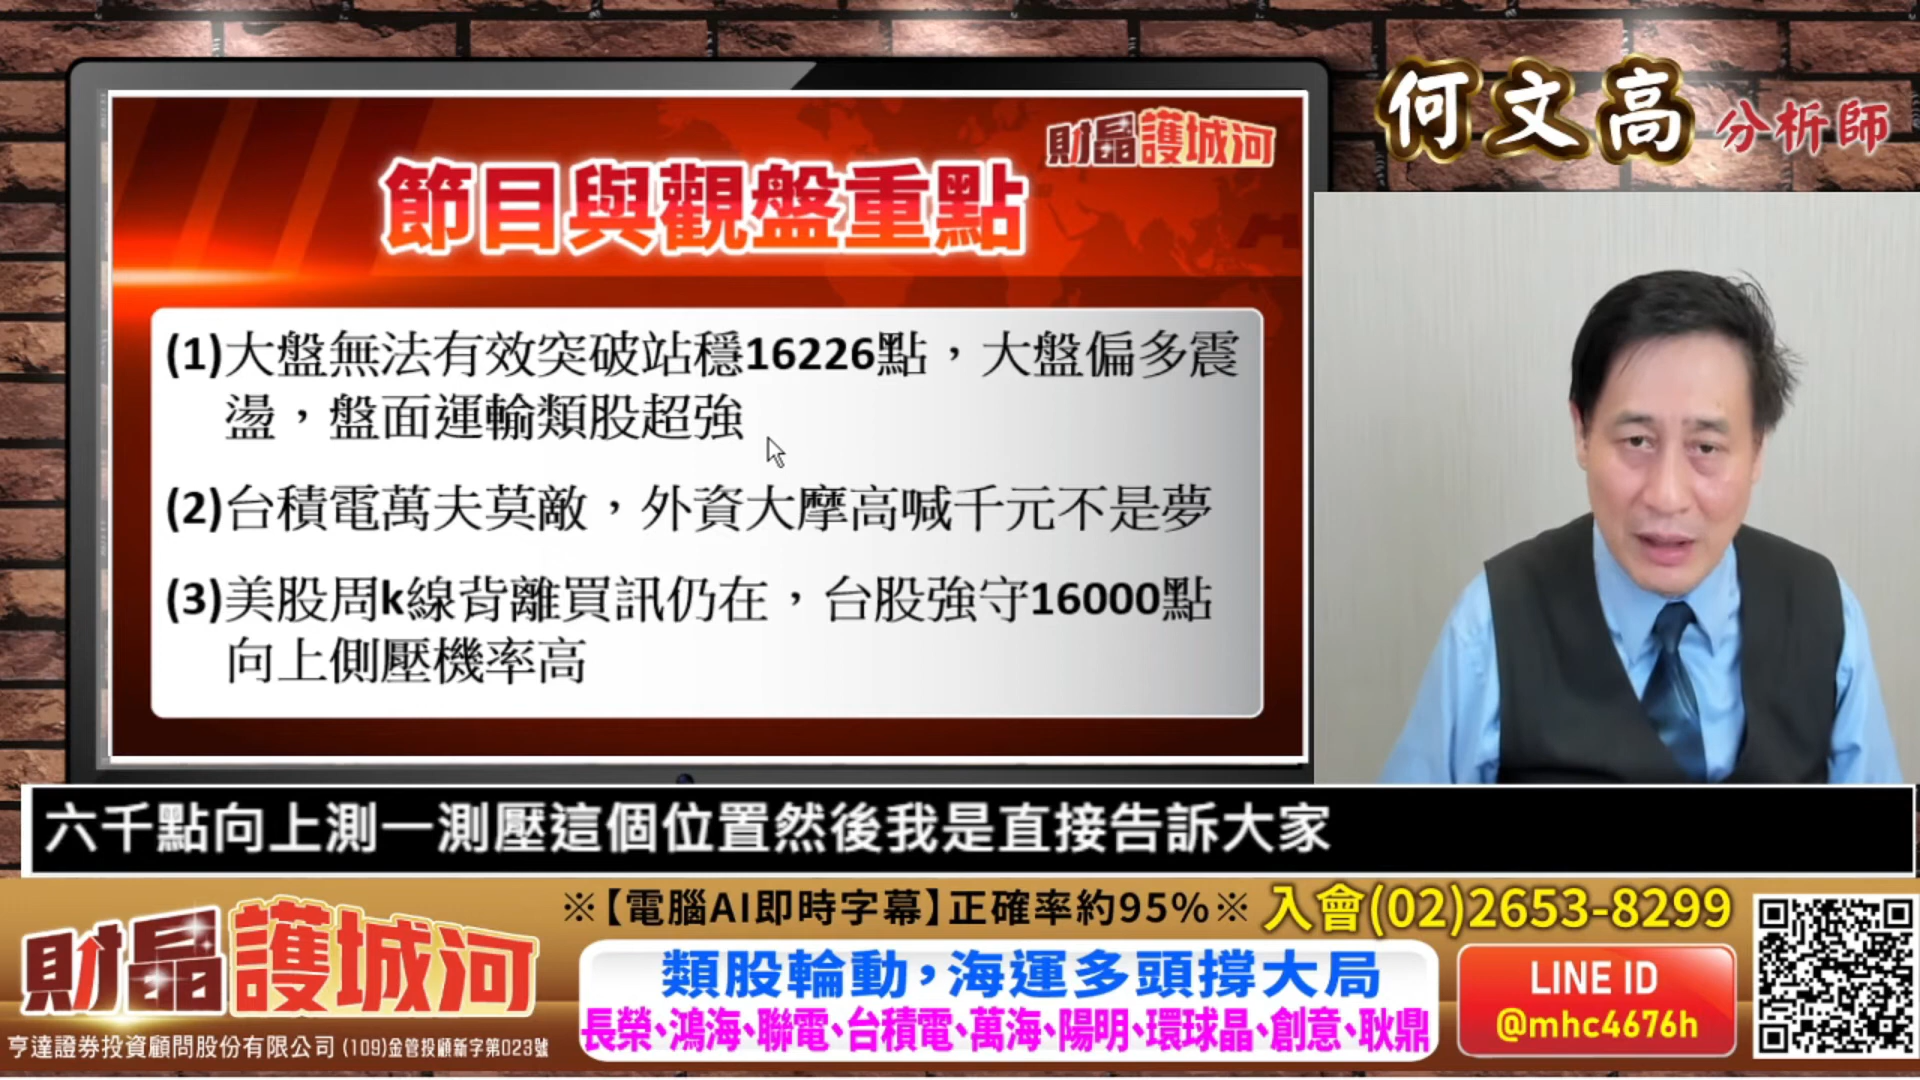 何文高 分析師
財晶護城河
節目與觀盤重點
(1)大盤無法有效突破站穩16226點，大盤偏多震
盪，盤面運輸類股超強
(2)台積電萬夫莫敵，外資大摩高喊千元不是夢
(3)美股周k線背離買訊仍在，台股強守16000點
向上側壓機率高
六千點向上測一測壓這個位置然後我是直接告訴大家
※【電腦AI即時字幕】正確率約95%※ 入會(02)2653-8299
財晶護城河
類股輪動，海運多頭撐大局
長榮、鴻海、聯電、台積電、萬海、陽明、環球晶、創意、耿鼎
LINE ID
@mhc4676h
亨達證券投資顧問股份有限公司 (109)金管投顧新字第023號